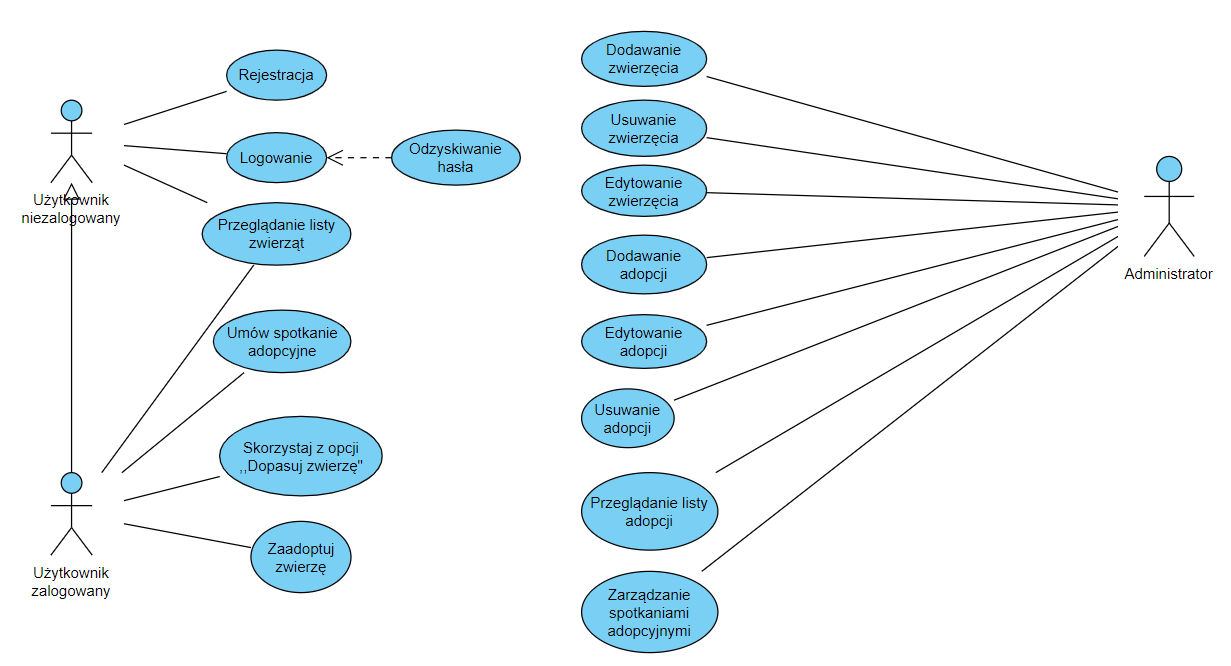 Rejestracja
Logowanie
Odzyskiwanie
hasła
Użytkownik
niezalogowany
Przeglądanie listy
zwierząt
Umów spotkanie
adopcyjne
Skorzystaj z opcji
,,Dopasuj zwierzę"
Zaadoptuj
zwierzę
Użytkownik
zalogowany
Dodawanie
zwierzęcia
Usuwanie
zwierzęcia
Edytowanie
zwierzęcia
Dodawanie
adopcji
Edytowanie
adopcji
Usuwanie
adopcji
Przeglądanie listy
adopcji
Zarządzanie
spotkaniami
adopcyjnymi
Administrator